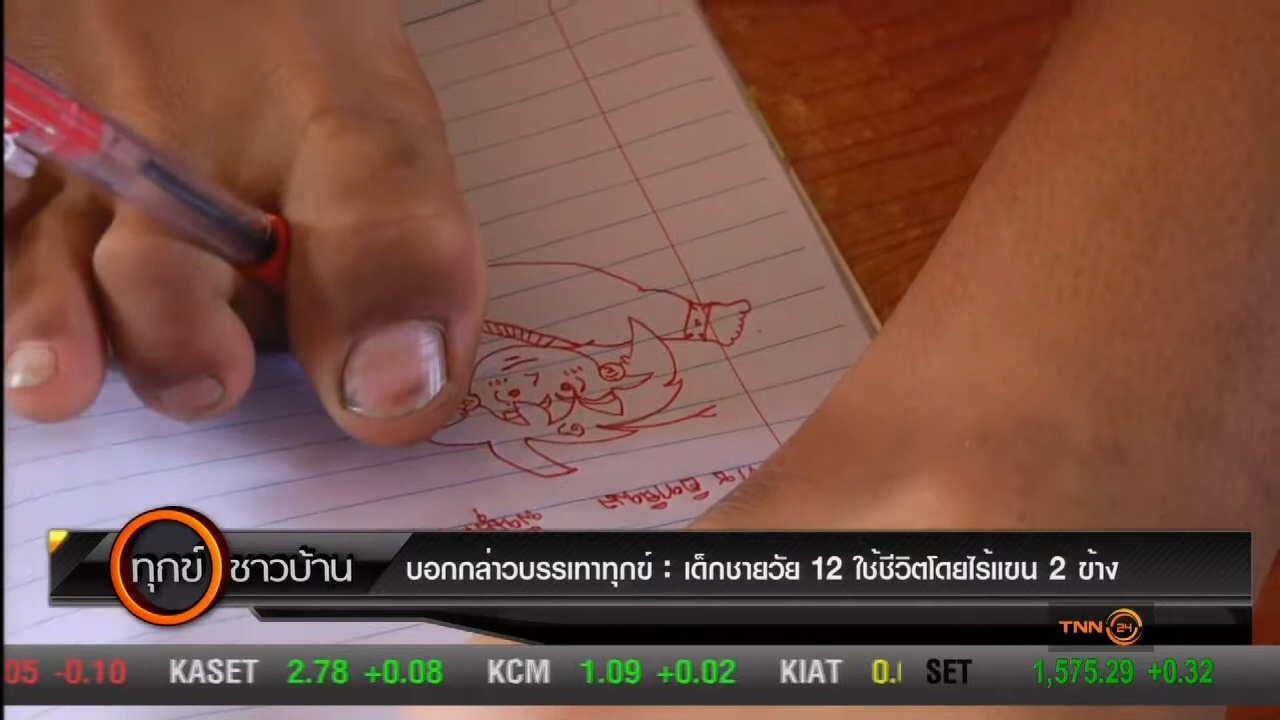 ทุกข์ ชาวบ้าน
บอกกล่าวบรรเทาทุกข์ : เด็กชายวัย 12 ใช้ชีวิตโดยไร้แขน 2 ข้าง
TNN 24
05 -0.10 KASET 2.78 +0.08 KCM 1.09 +0.02 KIAT 0. SET 1,575.29 +0.32